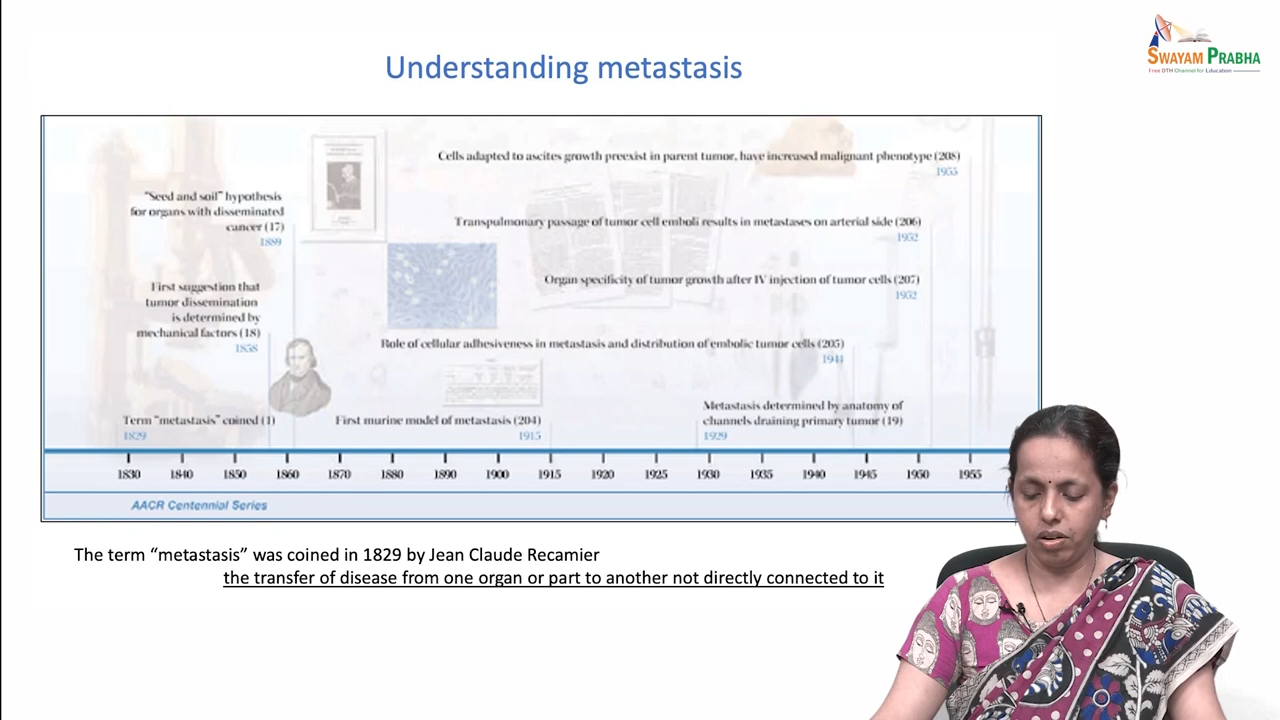 SWAYAM PRABHA
Free DTH Channel for Education
Understanding metastasis
Cells adapted to ascites growth preexist in parent tumor, have increased malignant phenotype (208)
1955
"Seed and soil" hypothesis
for organs with disseminated
cancer (17)
1889
Transpulmonary passage of tumor cell emboli results in metastases on arterial side (206)
1952
Organ specificity of tumor growth after IV injection of tumor cells (207)
1952
First suggestion that
tumor dissemination
is determined by
mechanical factors (18)
1858
Role of cellular adhesiveness in metastasis and distribution of embolic tumor cells (205)
1944
Term "metastasis" coined (1)
1829
First murine model of metastasis (204)
1915
Metastasis determined by anatomy of
channels draining primary tumor (19)
1929
1830 1840 1850 1860 1870 1880 1890 1900 1915 1920 1925 1930 1935 1940 1945 1950 1955
AACR Centennial Series
The term “metastasis” was coined in 1829 by Jean Claude Recamier
the transfer of disease from one organ or part to another not directly connected to it